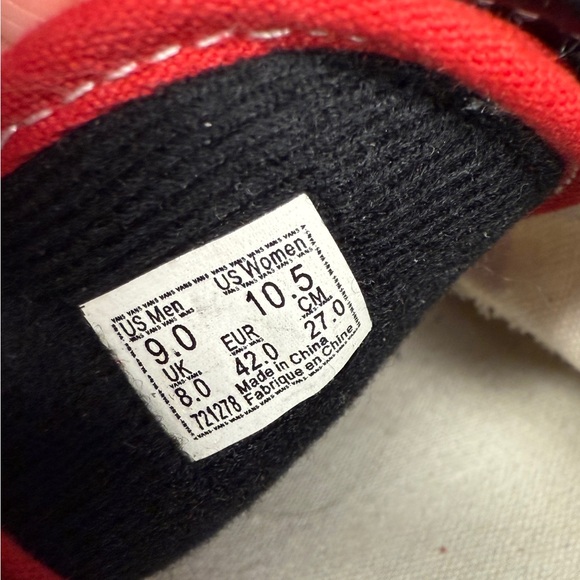 US Men US Women
9.0 10.5
UK EUR CM
8.0 42.0 27.0
721278 Made in China
Fabrique en Chine